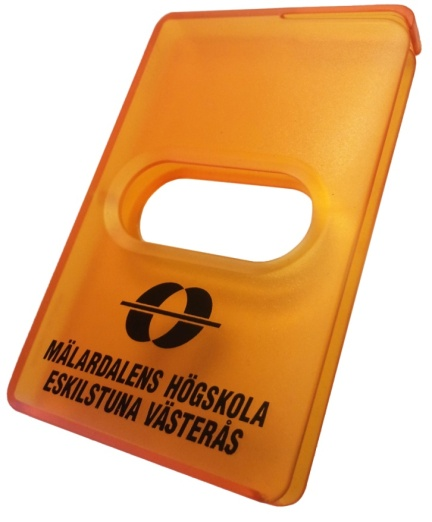 MÄLARDALENS HÖGSKOLA
ESKILSTUNA VÄSTERÅS